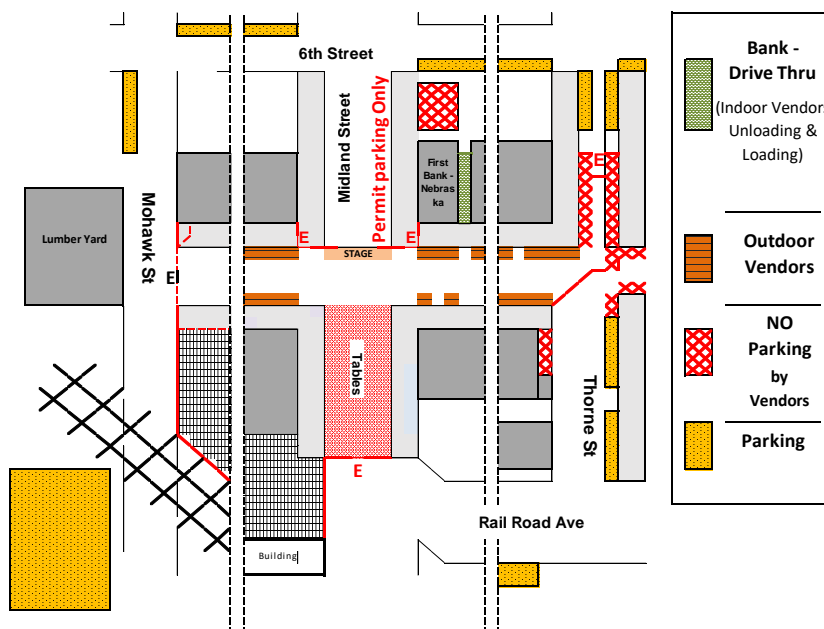 6th Street
Midland Street
Permit parking Only
First
Bank -
Nebras
ka
E
E
E
STAGE
Lumber Yard
Mohawk St
E
Tables
Thorne St
E
Rail Road Ave
Building
Bank -
Drive Thru
(Indoor Vendors
Unloading &
Loading)
Outdoor
Vendors
NO
Parking
by
Vendors
Parking